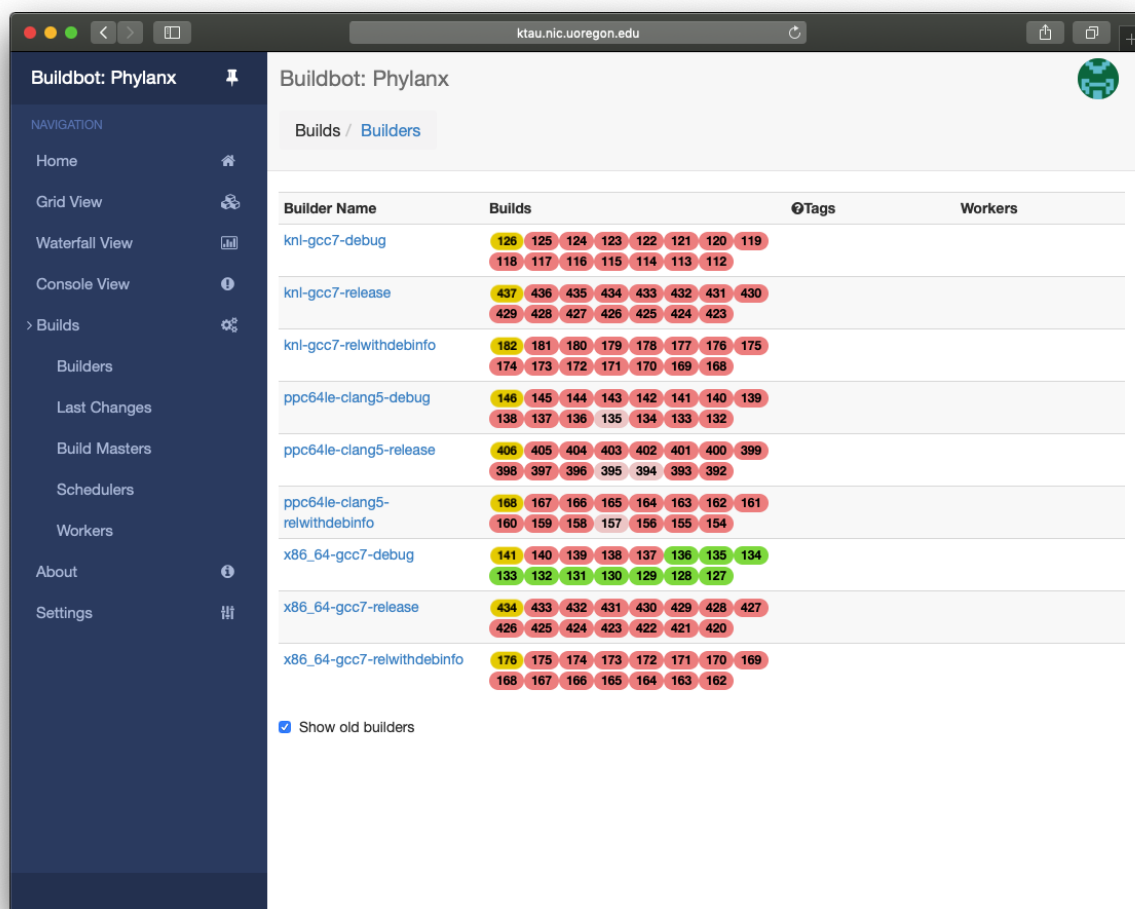 ktau.nic.uoregon.edu
Buildbot: Phylanx
NAVIGATION
Home
Grid View
Waterfall View
Console View
Builds
Builders
Last Changes
Build Masters
Schedulers
Workers
About
Settings
Buildbot: Phylanx
Builds / Builders
Builder Name Builds Tags Workers
knl-gcc7-debug 126 125 124 123 122 121 120 119
118 117 116 115 114 113 112
knl-gcc7-release 437 436 435 434 433 432 431 430
429 428 427 426 425 424 423
knl-gcc7-relwithdebinfo 182 181 180 179 178 177 176 175
174 173 172 171 170 169 168
ppc64le-clang5-debug 146 145 144 143 142 141 140 139
138 137 136 135 134 133 132
ppc64le-clang5-release 406 405 404 403 402 401 400 399
398 397 396 395 394 393 392
ppc64le-clang5- 168 167 166 165 164 163 162 161
relwithdebinfo 160 159 158 157 156 155 154
x86_64-gcc7-debug 141 140 139 138 137 136 135 134
133 132 131 130 129 128 127
x86_64-gcc7-release 434 433 432 431 430 429 428 427
426 425 424 423 422 421 420
x86_64-gcc7-relwithdebinfo 176 175 174 173 172 171 170 169
168 167 166 165 164 163 162
Show old builders